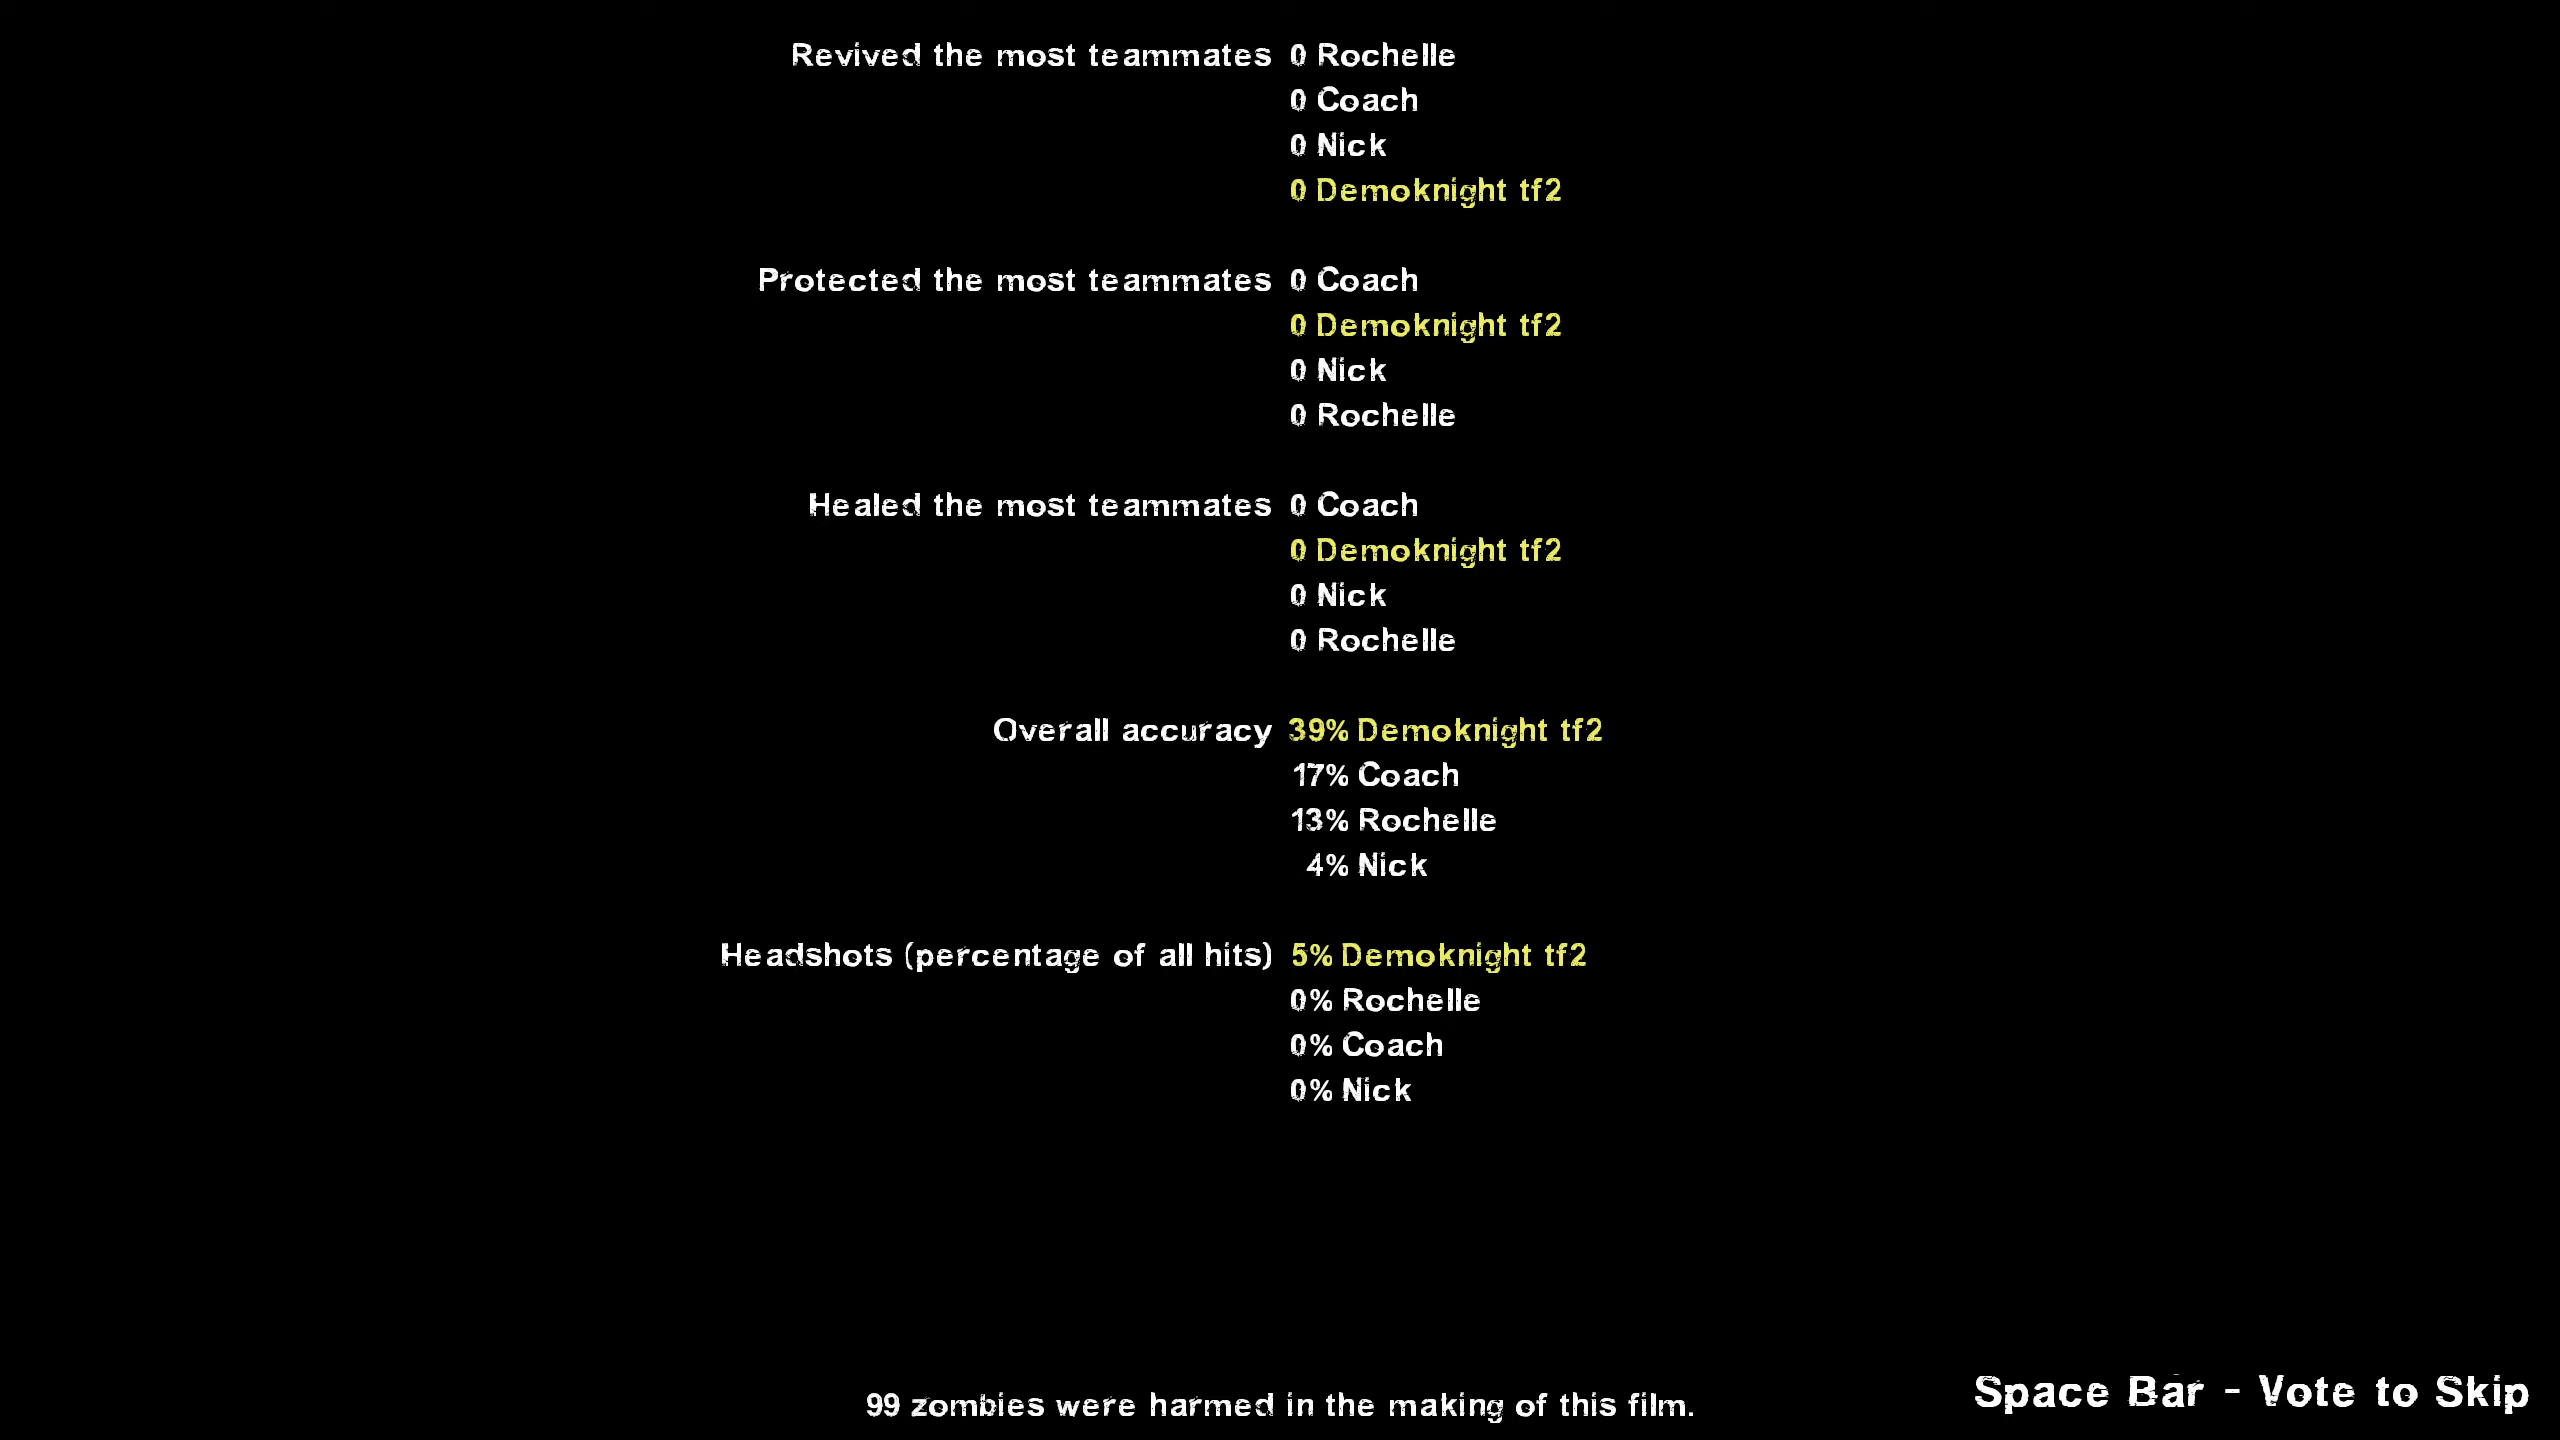 Revived the most teammates 0 Rochelle
0 Coach
0 Nick
0 Demoknight tf2
Protected the most teammates 0 Coach
0 Demoknight tf2
0 Nick
0 Rochelle
Healed the most teammates 0 Coach
0 Demoknight tf2
0 Nick
0 Rochelle
Overall accuracy 39% Demoknight tf2
17% Coach
13% Rochelle
4% Nick
Headshots (percentage of all hits) 5% Demoknight tf2
0% Rochelle
0% Coach
0% Nick
99 zombies were harmed in the making of this film.
Space Bar - Vote to Skip